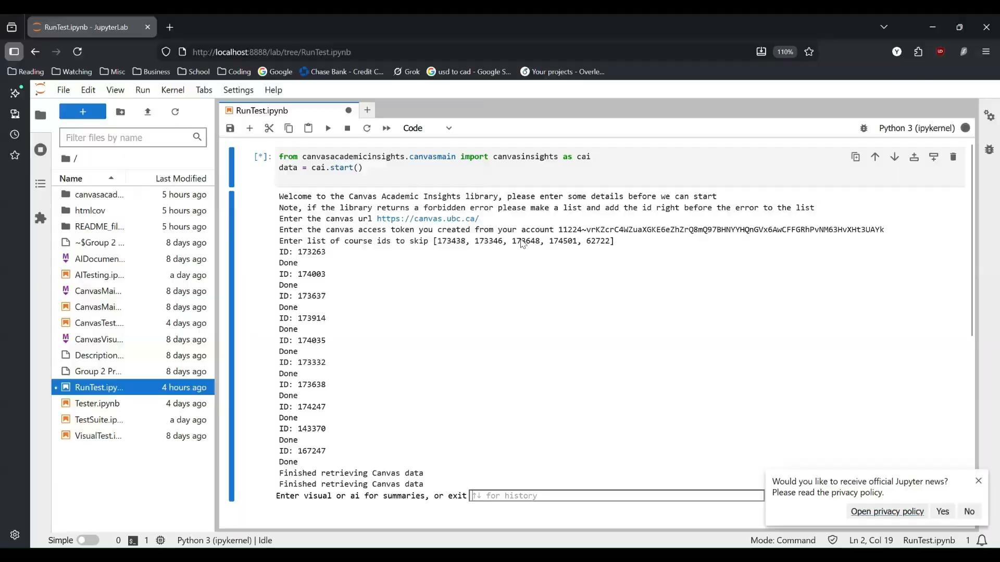 RunTest.ipynb - JupyterLab
http://localhost:8888/lab/tree/RunTest.ipynb
110%
Reading
Watching
Misc
Business
School
Coding
Google
Chase Bank - Credit C...
Grok
usd to cad - Google S...
Your projects - Overle...
File Edit View Run Kernel Tabs Settings Help
RunTest.ipynb
Filter files by name
Code
Python 3 (ipykernel)
/
Name Last Modified
canvasacad... 5 hours ago
htmlcov 5 hours ago
README_fil... 5 hours ago
~$Group 2 ... 8 days ago
AIDocumen... 8 days ago
AITesting.ip... a day ago
CanvasMai... 8 days ago
CanvasMai... 8 days ago
CanvasTest.... 4 days ago
CanvasVisu... 8 days ago
Description... 8 days ago
Group 2 Pr... 8 days ago
RunTest.ipy... 4 hours ago
Tester.ipynb 4 days ago
TestSuite.ip... a day ago
VisualTest.i... 8 days ago
[*]: from canvasacademicinsights.canvasmain import canvasinsights as cai
data = cai.start()
Welcome to the Canvas Academic Insights library, please enter some details before we can start
Note, if the library returns a forbidden error please make a list and add the id right before the error to the list
Enter the canvas url https://canvas.ubc.ca/
Enter the canvas access token you created from your account 11224~vrKZcrC4WZuaXGKE6eZhZrQ8mQ97BHNYYHQnGVx6AwCFFGRhPvNM63HvXHt3UAYk
Enter list of course ids to skip [173438, 173346, 173648, 174501, 62722]
ID: 173263
Done
ID: 174003
Done
ID: 173637
Done
ID: 173914
Done
ID: 174035
Done
ID: 173332
Done
ID: 173638
Done
ID: 174247
Done
ID: 143370
Done
ID: 167247
Done
Finished retrieving Canvas data
Finished retrieving Canvas data
Enter visual or ai for summaries, or exit ↑↓ for history
Would you like to receive official Jupyter news?
Please read the privacy policy.
Open privacy policy Yes No
Simple 0 1 Python 3 (ipykernel) | Idle
Mode: Command Ln 2, Col 19 RunTest.ipynb 1